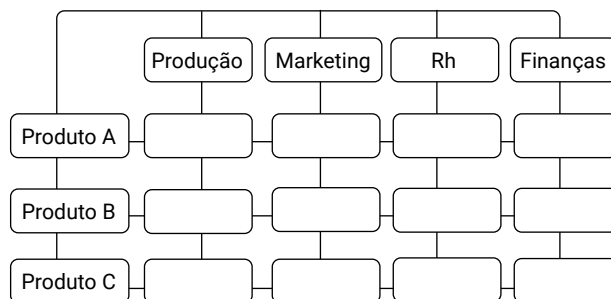 Produção
Marketing
Rh
Finanças
Produto A
Produto B
Produto C